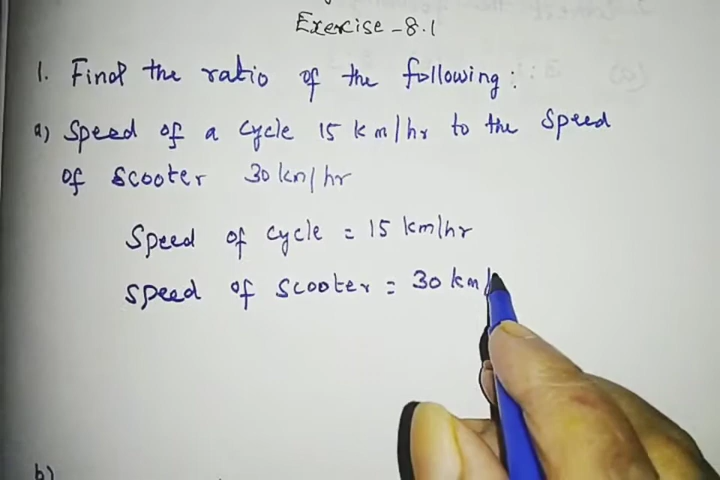 Exercise - 8.1
1. Find the ratio of the following :
a) Speed of a cycle 15 km/hr to the speed
of scooter 30 km/hr
Speed of cycle = 15 km/hr
Speed of scooter = 30 km/
b)